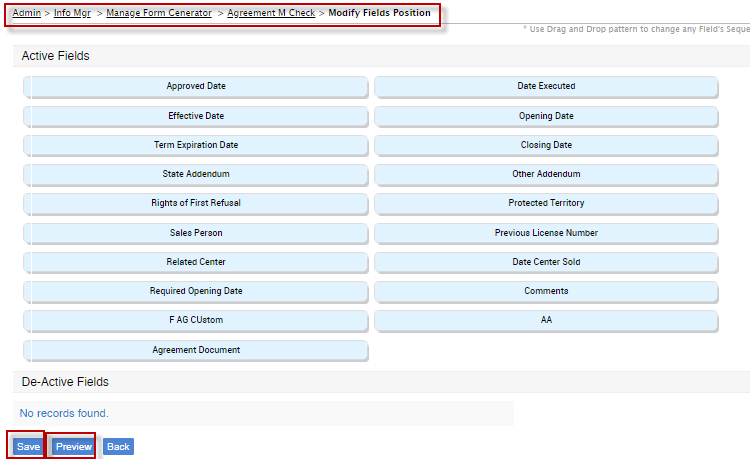 Admin > Info Mgr > Manage Form Generator > Agreement M Check > Modify Fields Position
* Use Drag and Drop pattern to change any Field's Seque
Active Fields
Approved Date
Date Executed
Effective Date
Opening Date
Term Expiration Date
Closing Date
State Addendum
Other Addendum
Rights of First Refusal
Protected Territory
Sales Person
Previous License Number
Related Center
Date Center Sold
Required Opening Date
Comments
F AG CUstom
AA
Agreement Document
De-Active Fields
No records found.
Save Preview Back